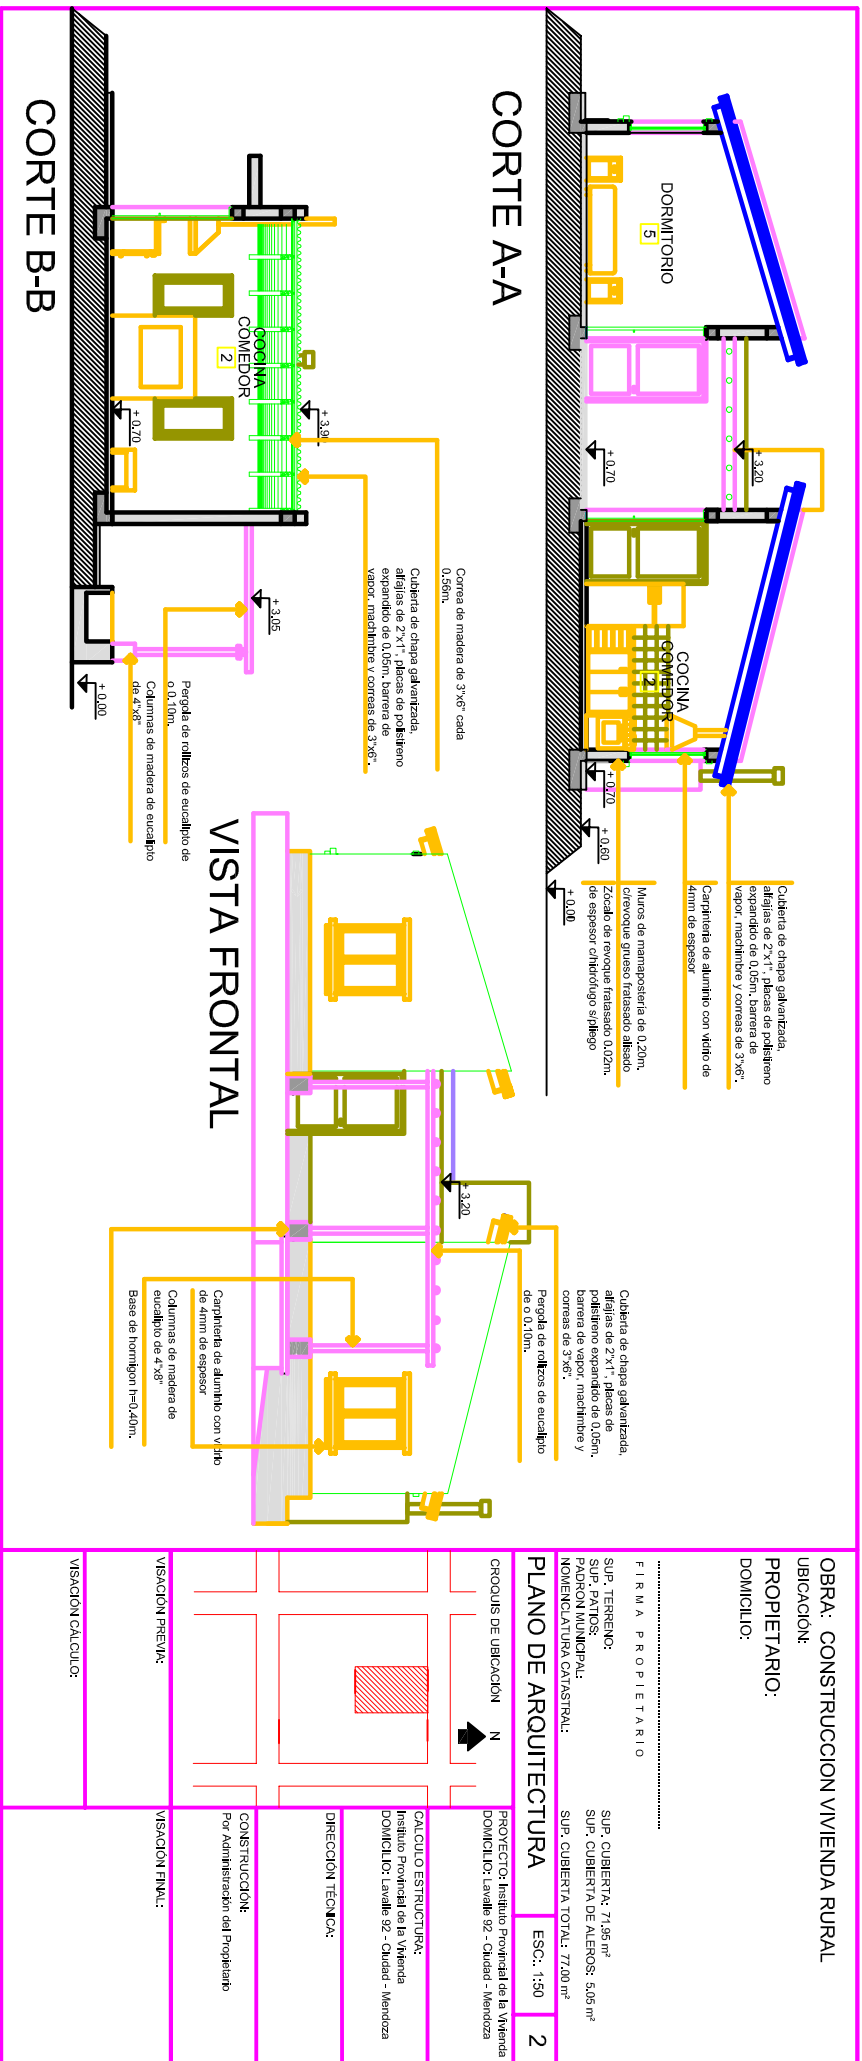 CORTE A-A
DORMITORIO
5
COCINA
COMEDOR
2
+ 3.20
+ 0.70
+ 0.70
+ 0.60
+ 0.00
Cubierta de chapa galvanizada,
alfajias de 2"x1", placas de polistireno
expandido de 0.05m. barrera de
vapor, machimbre y correas de 3"x6".
Carpinteria de aluminio con vidrio de
4mm de espesor
Muros de mamaposteria de 0.20m.
c/revoque grueso fratasado alisado
Zócalo de revoque fratasado 0.02m.
de espesor c/hidrófugo s/pliego
CORTE B-B
COCINA
COMEDOR
2
+ 0.70
+ 3.05
+ 0.00
Correa de madera de 3"x6" cada
0.56m.
Cubierta de chapa galvanizada,
alfajias de 2"x1", placas de polistireno
expandido de 0.05m. barrera de
vapor, machimbre y correas de 3"x6".
Pergola de rollizos de eucalipto de
o 0.10m.
Columnas de madera de eucalipto
de 4"x8"
VISTA FRONTAL
+ 3.20
Cubierta de chapa galvanizada,
alfajias de 2"x1", placas de
polistireno expandido de 0.05m.
barrera de vapor, machimbre y
correas de 3"x6".
Pergola de rollizos de eucalipto
de o 0.10m.
Carpinteria de aluminio con vidrio
de 4mm de espesor
Columnas de madera de
eucalipto de 4"x8"
Base de hormigon h=0.40m.
OBRA: CONSTRUCCION VIVIENDA RURAL
UBICACIÓN:
PROPIETARIO:
DOMICILIO:
FIRMA PROPIETARIO
SUP. TERRENO:
SUP. PATIOS:
PADRON MUNICIPAL:
NOMENCLATURA CATASTRAL:
SUP. CUBIERTA: 71.95 m²
SUP. CUBIERTA DE ALEROS: 5.05 m²
SUP. CUBIERTA TOTAL: 77.00 m²
PLANO DE ARQUITECTURA
ESC.: 1:50
2
CROQUIS DE UBICACIÓN
N
PROYECTO: Instituto Provincial de la Vivienda
DOMICILIO: Lavalle 92 - Ciudad - Mendoza
CALCULO ESTRUCTURA:
Instituto Provincial de la Vivienda
DOMICILIO: Lavalle 92 - Ciudad - Mendoza
DIRECCIÓN TÉCNICA:
CONSTRUCCIÓN:
Por Administración del Propietario
VISACIÓN PREVIA:
VISACIÓN FINAL:
VISACIÓN CÁLCULO: